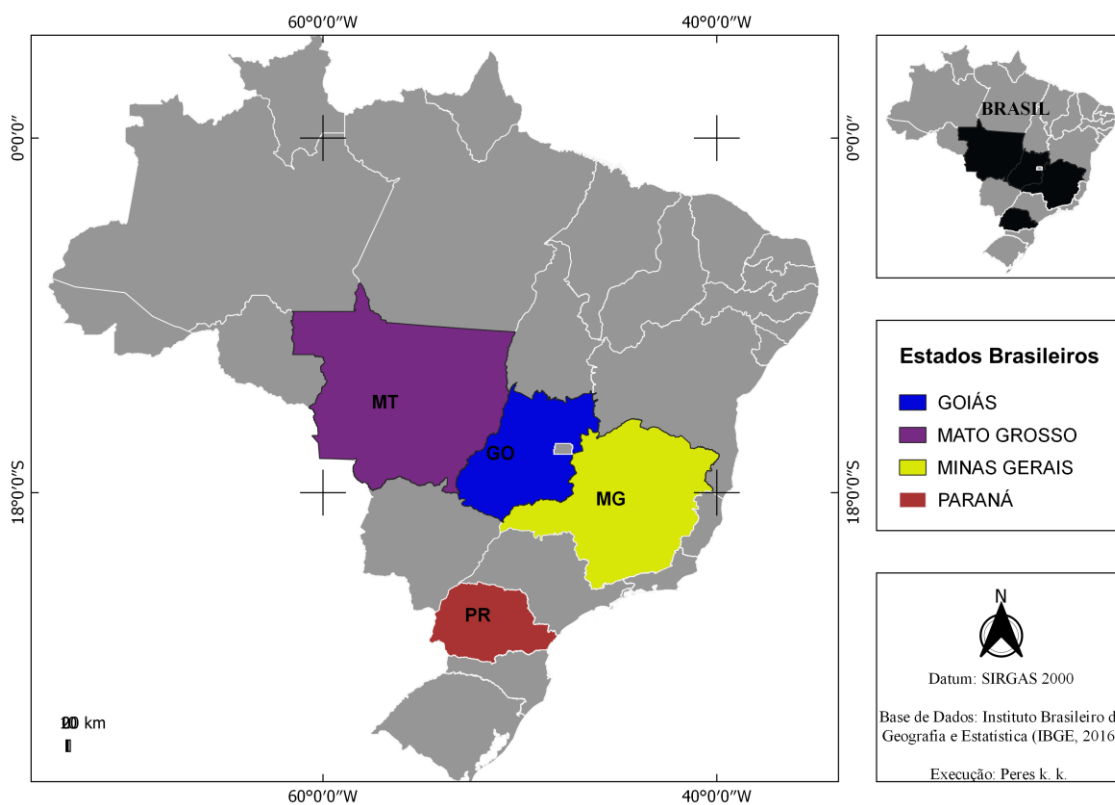 60°0'0"W
40°0'0"W
0°0'0"
0°0'0"
BRASIL
MT
GO
MG
PR
18°0'0"S
18°0'0"S
Estados Brasileiros
GOIÁS
MATO GROSSO
MINAS GERAIS
PARANÁ
N
Datum: SIRGAS 2000
Base de Dados: Instituto Brasileiro d
Geografia e Estatística (IBGE, 2016
Execução: Peres k. k.
km
60°0'0"W
40°0'0"W